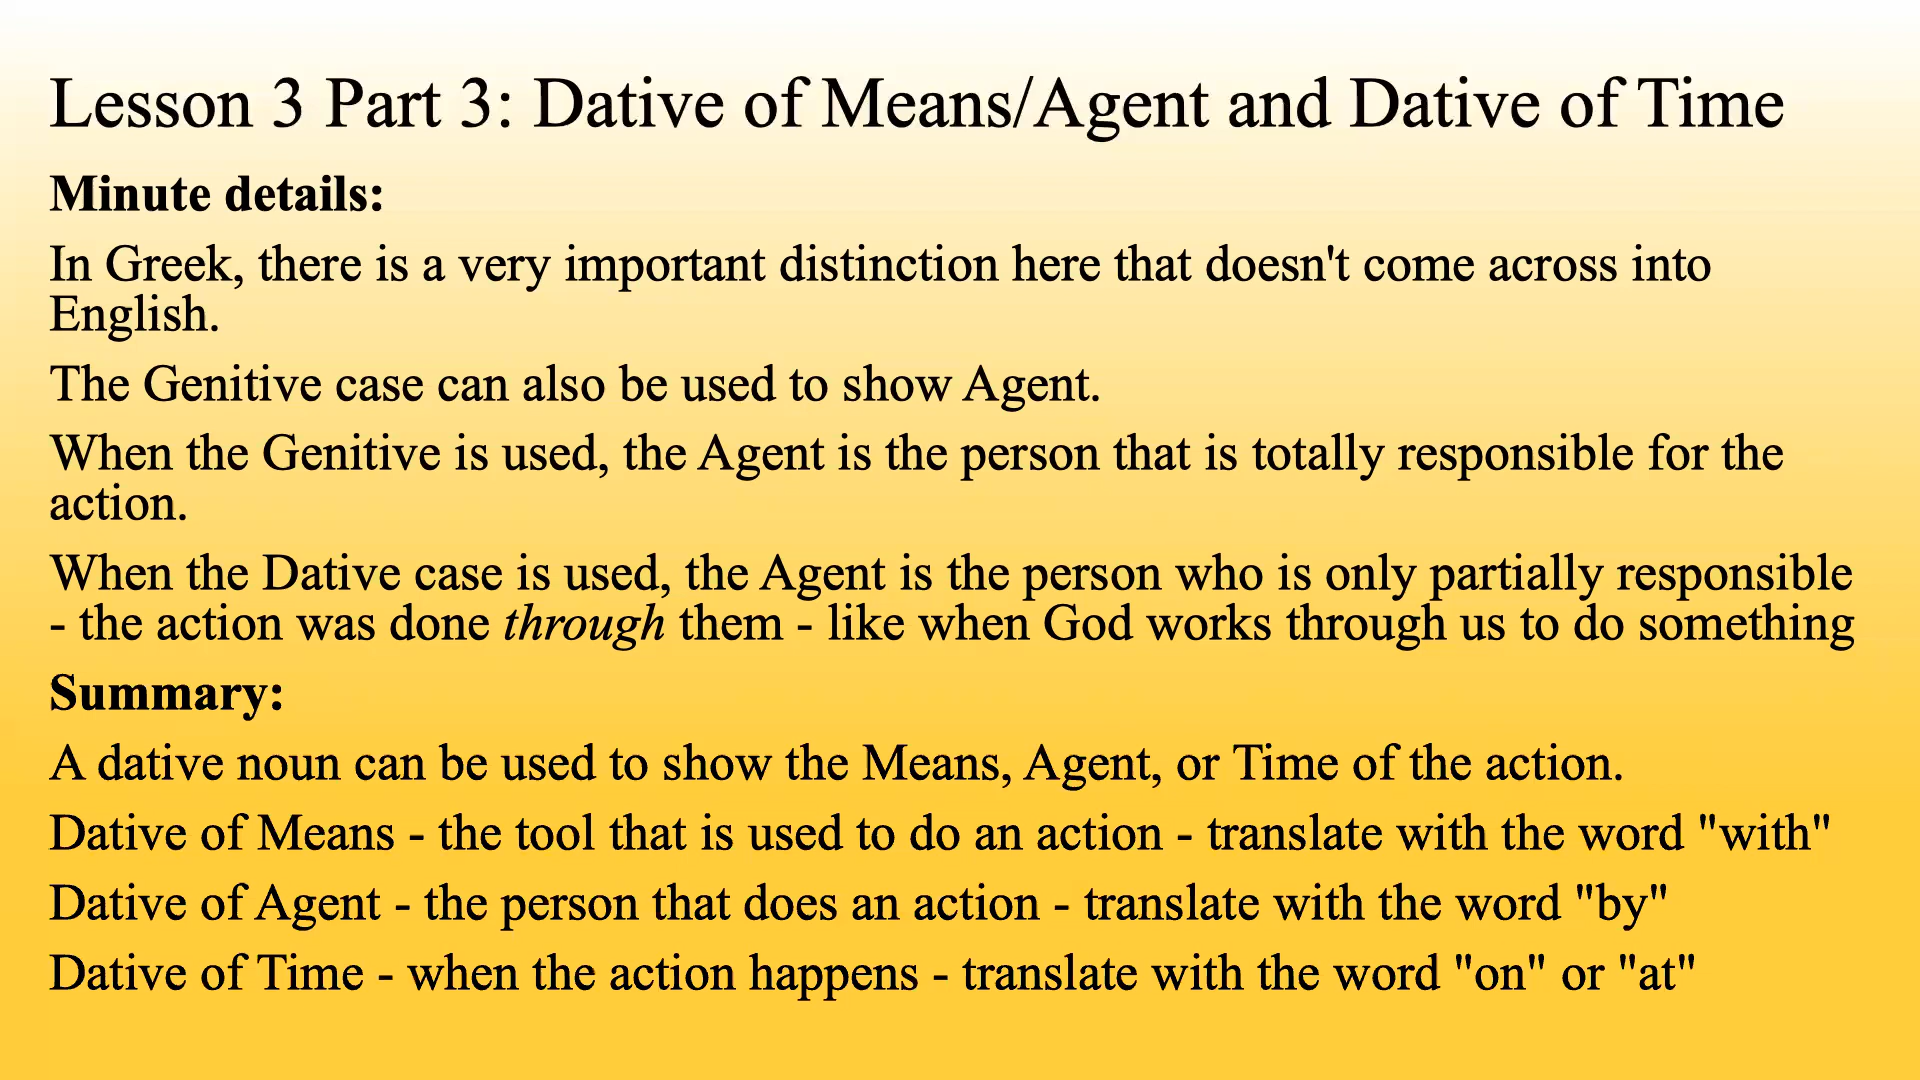 Lesson 3 Part 3: Dative of Means/Agent and Dative of Time
Minute details:
In Greek, there is a very important distinction here that doesn't come across into
English.
The Genitive case can also be used to show Agent.
When the Genitive is used, the Agent is the person that is totally responsible for the
action.
When the Dative case is used, the Agent is the person who is only partially responsible
- the action was done through them - like when God works through us to do something
Summary:
A dative noun can be used to show the Means, Agent, or Time of the action.
Dative of Means - the tool that is used to do an action - translate with the word "with"
Dative of Agent - the person that does an action - translate with the word "by"
Dative of Time - when the action happens - translate with the word "on" or "at"